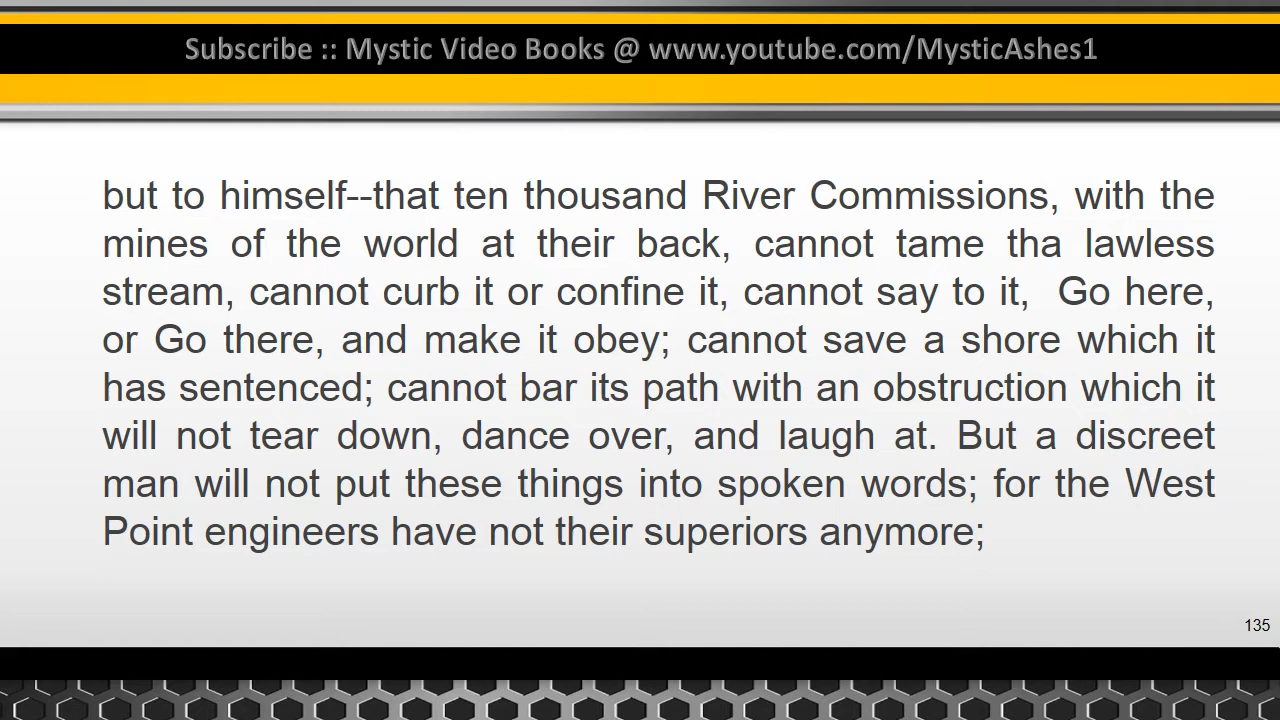 Subscribe :: Mystic Video Books @ www.youtube.com/MysticAshes1
but to himself--that ten thousand River Commissions, with the
mines of the world at their back, cannot tame tha lawless
stream, cannot curb it or confine it, cannot say to it,  Go here,
or Go there, and make it obey; cannot save a shore which it
has sentenced; cannot bar its path with an obstruction which it
will not tear down, dance over, and laugh at. But a discreet
man will not put these things into spoken words; for the West
Point engineers have not their superiors anymore;
135